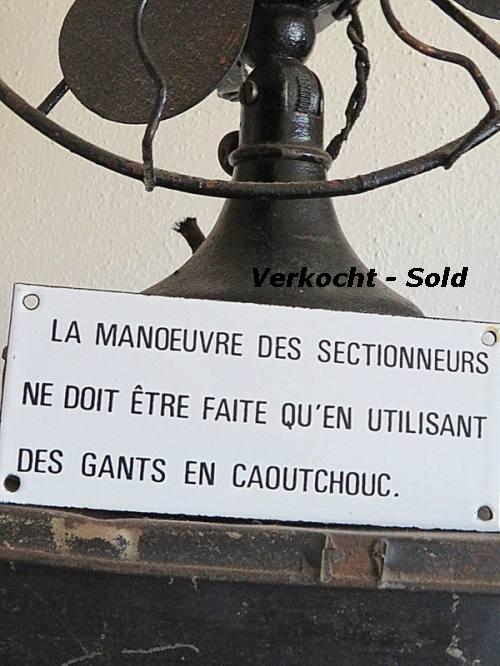 Verkocht - Sold
LA MANOEUVRE DES SECTIONNEURS
NE DOIT ÊTRE FAITE QU'EN UTILISANT
DES GANTS EN CAOUTCHOUC.